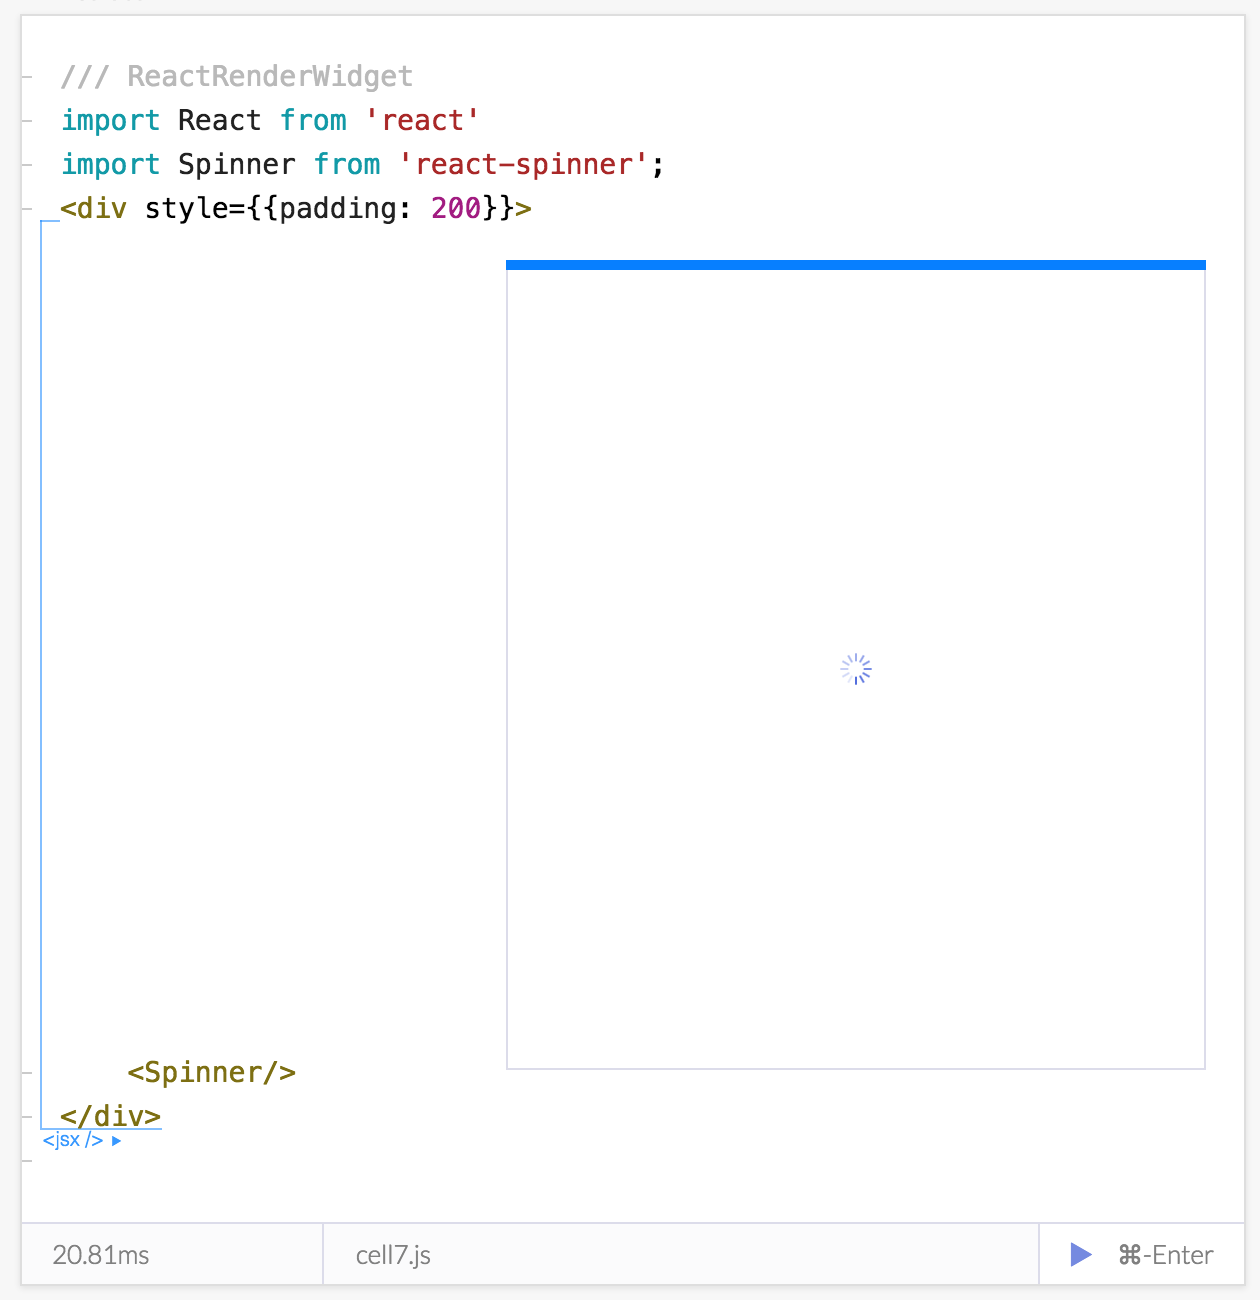 /// ReactRenderWidget
import React from 'react'
import Spinner from 'react-spinner';
<div style={{padding: 200}}>
<Spinner/>
</div>
<jsx /> ▶
20.81ms
cell7.js
▶ ⌘-Enter